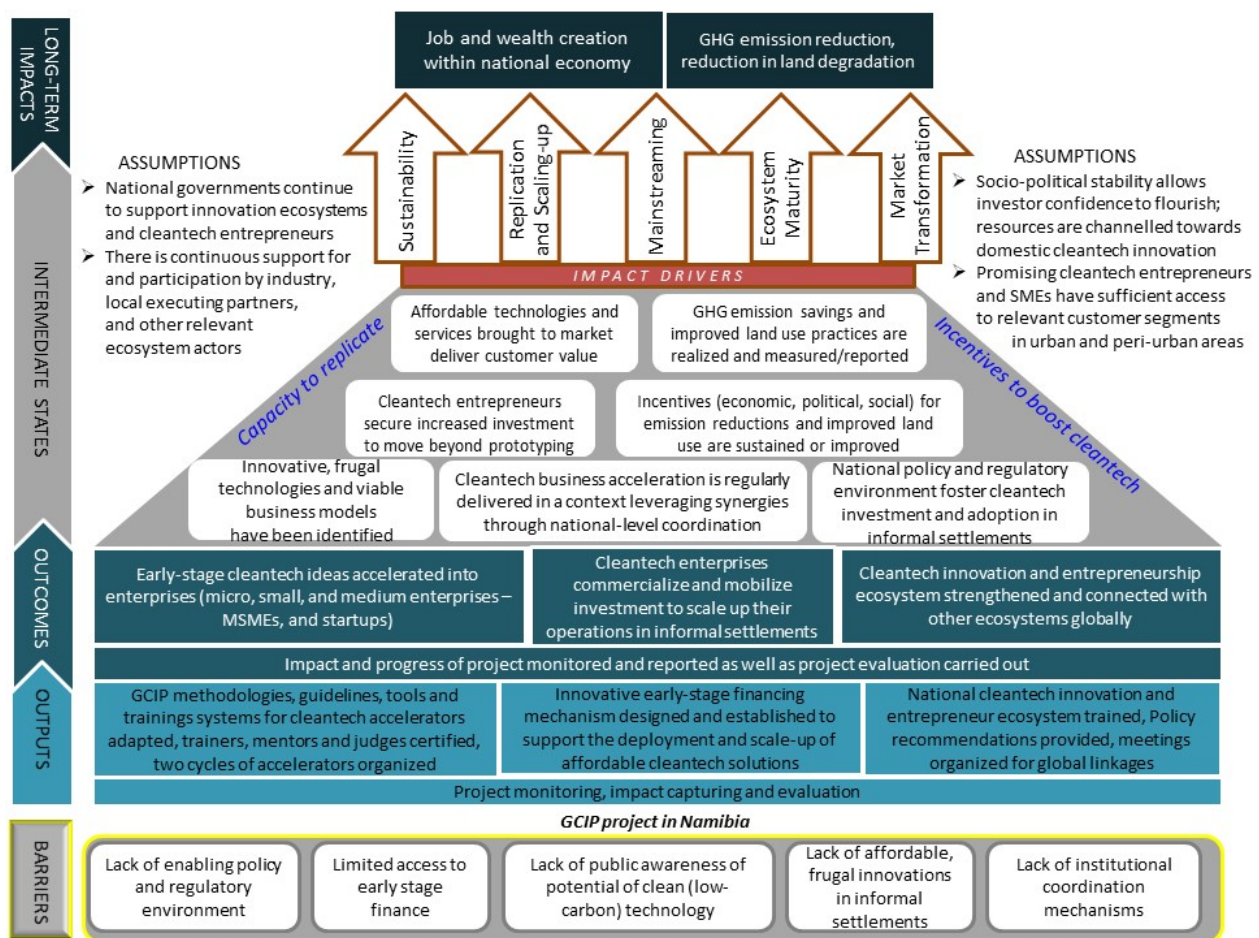 LONG-TERM
IMPACTS
Job and wealth creation
within national economy
GHG emission reduction,
reduction in land degradation
Sustainability
Replication
and Scaling-up
Mainstreaming
Ecosystem
Maturity
Market
Transformation
IMPACT DRIVERS
ASSUMPTIONS
➢ National governments continue
to support innovation ecosystems
and cleantech entrepreneurs
➢ There is continuous support for
and participation by industry,
local executing partners,
and other relevant
ecosystem actors
ASSUMPTIONS
➢ Socio-political stability allows
investor confidence to flourish;
resources are channelled towards
domestic cleantech innovation
➢ Promising cleantech entrepreneurs
and SMEs have sufficient access
to relevant customer segments
in urban and peri-urban areas
INTERMEDIATE STATES
Capacity to replicate
Incentives to boost cleantech
Affordable technologies and
services brought to market
deliver customer value
GHG emission savings and
improved land use practices are
realized and measured/reported
Cleantech entrepreneurs
secure increased investment
to move beyond prototyping
Incentives (economic, political, social) for
emission reductions and improved land
use are sustained or improved
Innovative, frugal
technologies and viable
business models
have been identified
Cleantech business acceleration is regularly
delivered in a context leveraging synergies
through national-level coordination
National policy and regulatory
environment foster cleantech
investment and adoption in
informal settlements
OUTCOMES
Early-stage cleantech ideas accelerated into
enterprises (micro, small, and medium enterprises –
MSMEs, and startups)
Cleantech enterprises
commercialize and mobilize
investment to scale up their
operations in informal settlements
Cleantech innovation and entrepreneurship
ecosystem strengthened and connected with
other ecosystems globally
Impact and progress of project monitored and reported as well as project evaluation carried out
OUTPUTS
GCIP methodologies, guidelines, tools and
trainings systems for cleantech accelerators
adapted, trainers, mentors and judges certified,
two cycles of accelerators organized
Innovative early-stage financing
mechanism designed and established to
support the deployment and scale-up of
affordable cleantech solutions
National cleantech innovation and
entrepreneur ecosystem trained, Policy
recommendations provided, meetings
organized for global linkages
Project monitoring, impact capturing and evaluation
GCIP project in Namibia
BARRIERS
Lack of enabling policy
and regulatory
environment
Limited access to
early stage
finance
Lack of public awareness of
potential of clean (low-
carbon) technology
Lack of affordable,
frugal innovations
in informal
settlements
Lack of institutional
coordination
mechanisms